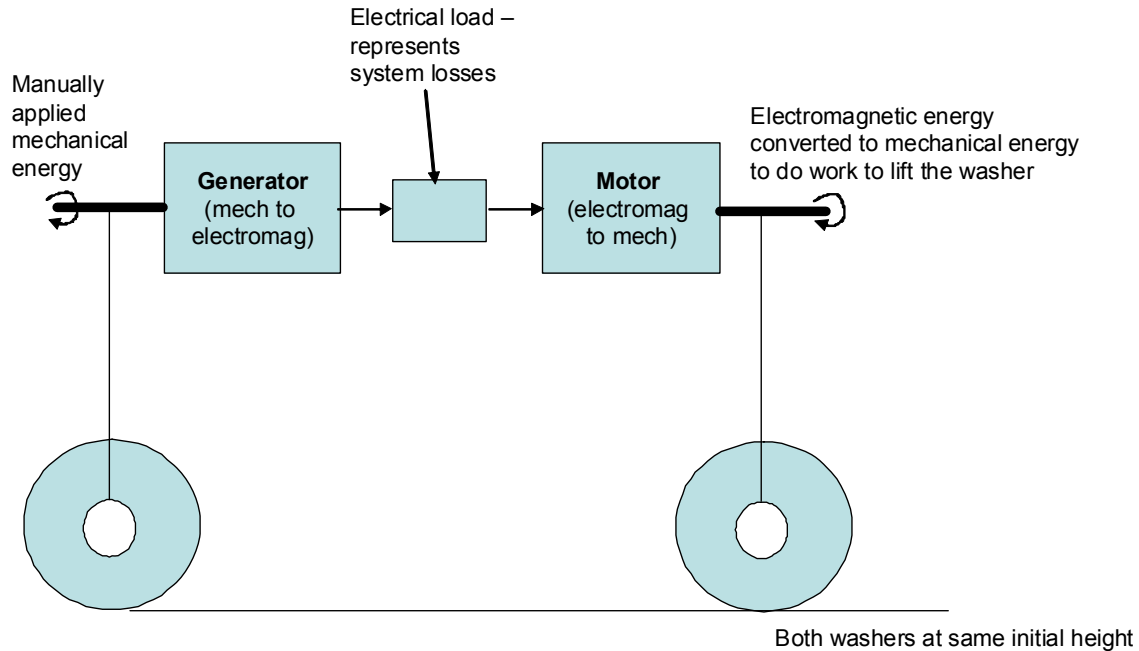 Electrical load –
represents
system losses
Manually
applied
mechanical
energy
Generator
(mech to
electromag)
Motor
(electromag
to mech)
Electromagnetic energy
converted to mechanical energy
to do work to lift the washer
Both washers at same initial height